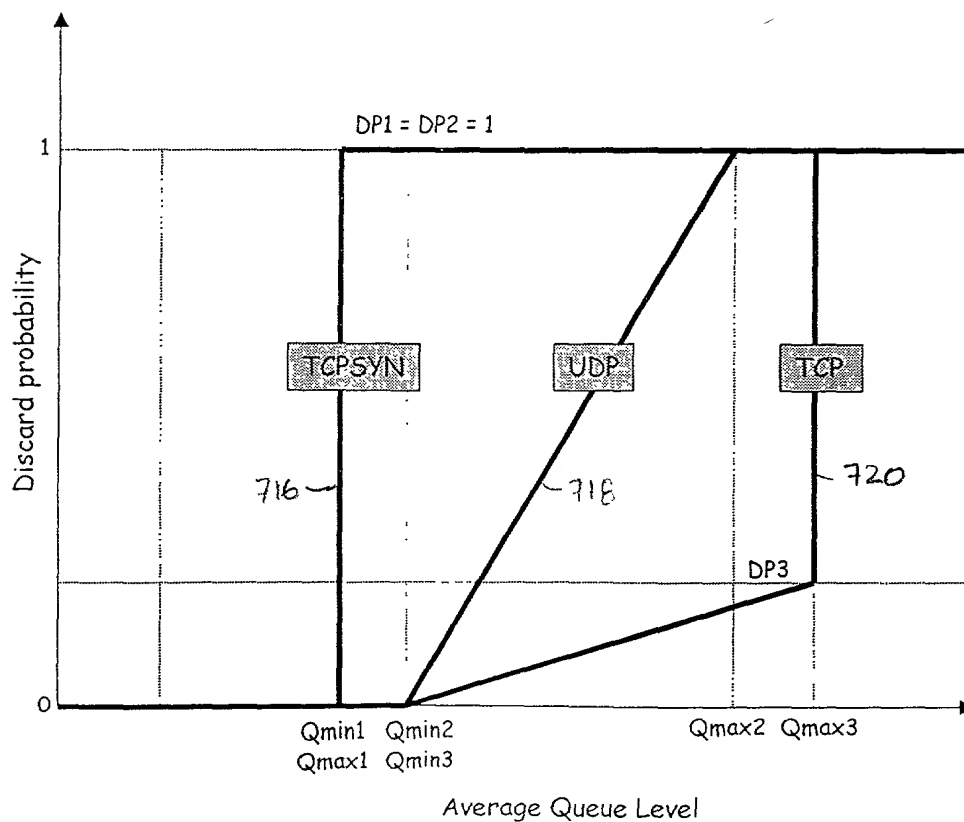 DP1 = DP2 = 1
1
Discard probability
TCPSYN
UDP
TCP
716
718
720
DP3
0
Qmin1 Qmin2 Qmax2 Qmax3
Qmax1 Qmin3
Average Queue Level